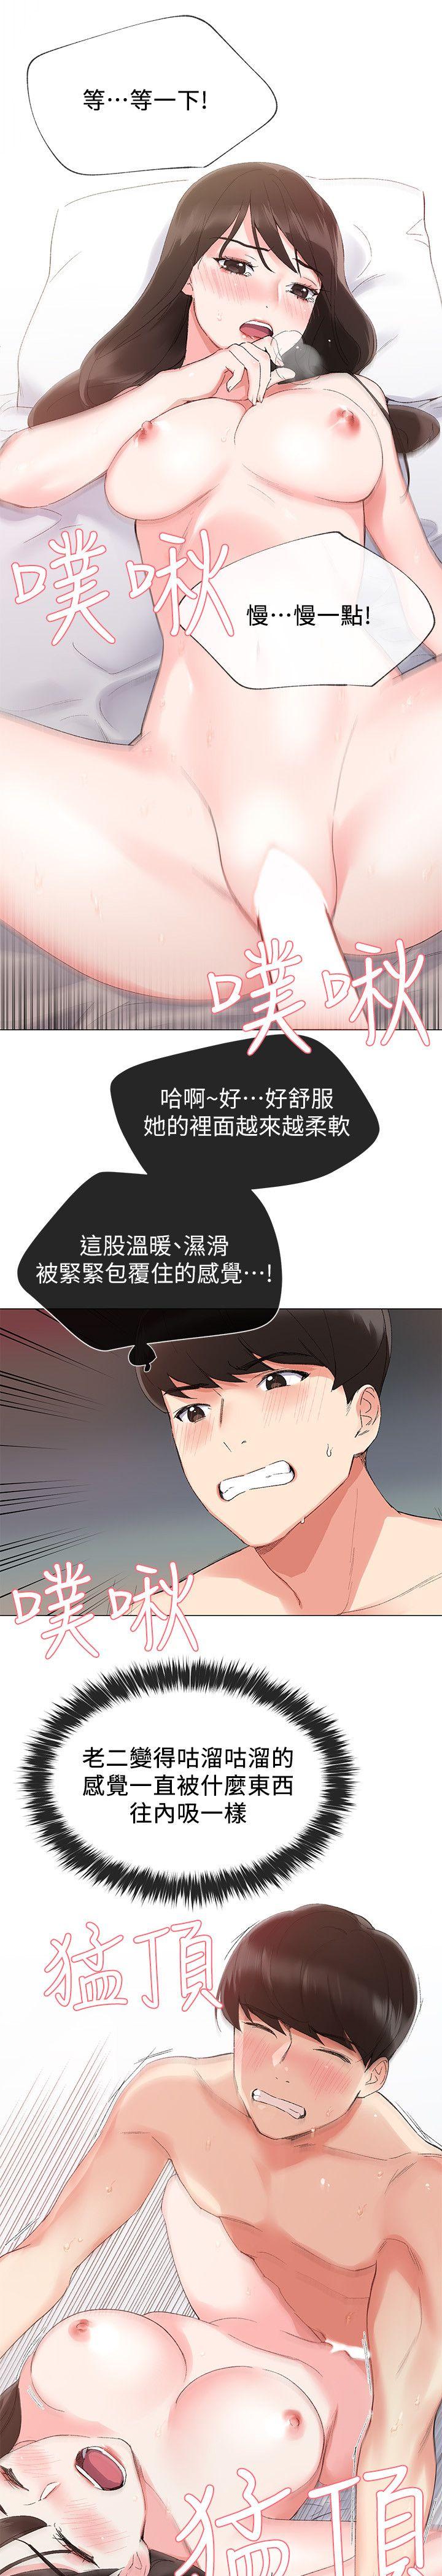 等⋯等一下!
噗啾
慢⋯慢一點!
噗啾
哈啊~好⋯好舒服
她的裡面越來越柔軟
這股溫暖、濕滑
被緊緊包覆住的感覺⋯!
噗啾
老二變得咕溜咕溜的
感覺一直被什麼東西
往內吸一樣
猛頂
猛頂